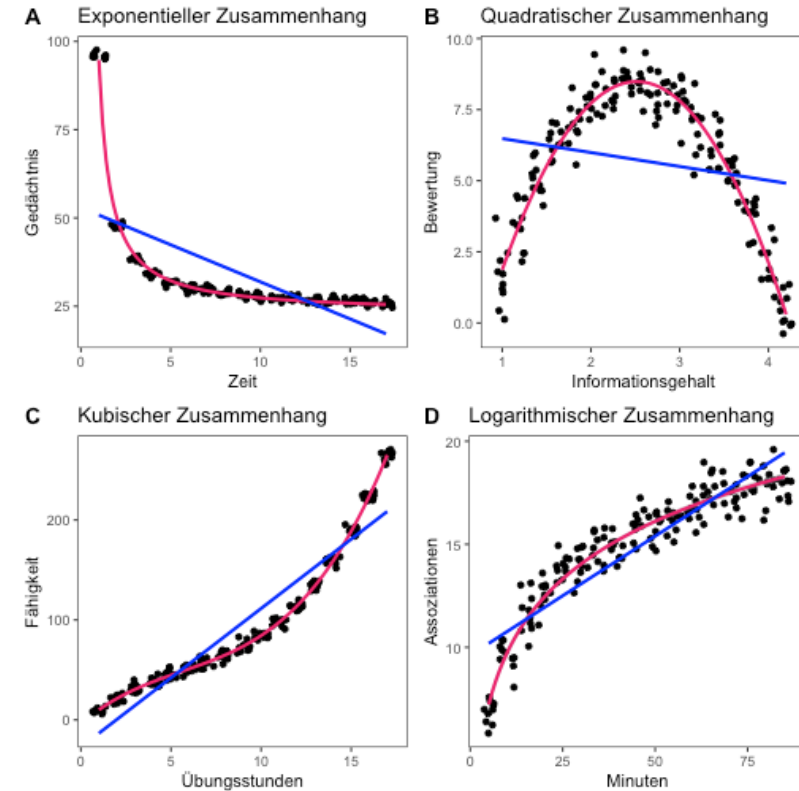 A Exponentieller Zusammenhang
100
75
50
25
Gedächtnis
0 5 10 15
Zeit
B Quadratischer Zusammenhang
10.0
7.5
5.0
2.5
0.0
Bewertung
1 2 3 4
Informationsgehalt
C Kubischer Zusammenhang
200
100
0
Fähigkeit
0 5 10 15
Übungsstunden
D Logarithmischer Zusammenhang
20
15
10
Assoziationen
0 25 50 75
Minuten